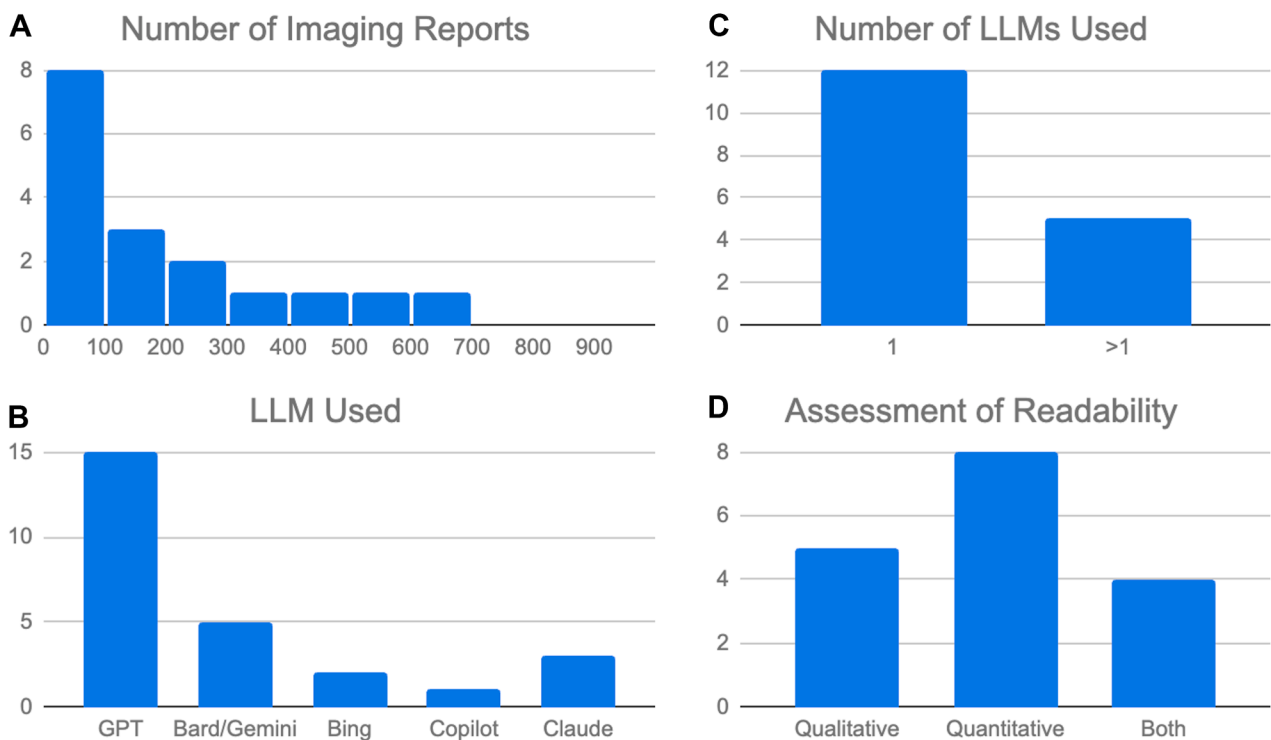 A
Number of Imaging Reports
8
6
4
2
0
0 100 200 300 400 500 600 700 800 900
B
LLM Used
15
10
5
0
GPT Bard/Gemini Bing Copilot Claude
C
Number of LLMs Used
12
10
8
6
4
2
0
1 >1
D
Assessment of Readability
8
6
4
2
0
Qualitative Quantitative Both